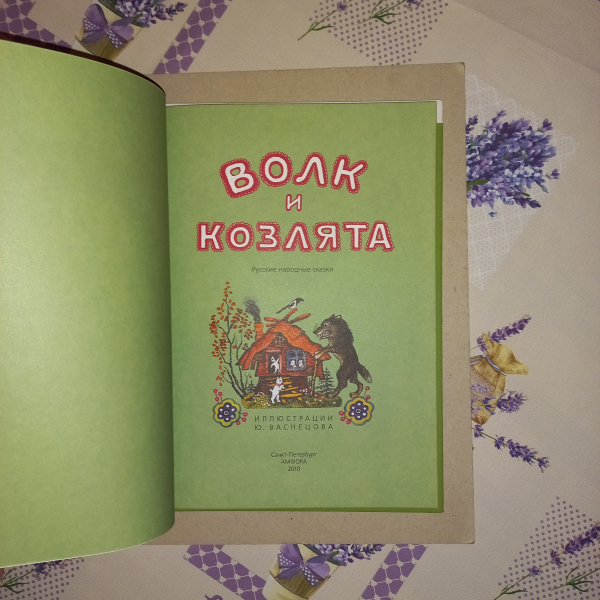 ВОЛК
И
КОЗЛЯТА
Русские народные сказки
ИЛЛЮСТРАЦИИ
Ю. ВАСНЕЦОВА
Санкт-Петербург
АМФОРА
2010